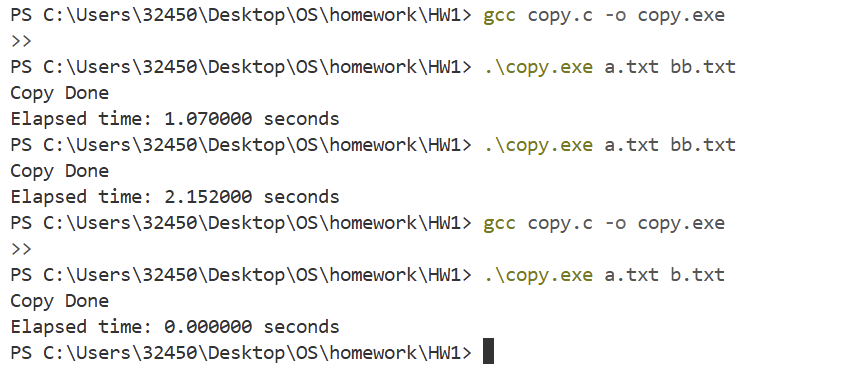 PS C:\Users\32450\Desktop\OS\homework\HW1> gcc copy.c -o copy.exe
>>
PS C:\Users\32450\Desktop\OS\homework\HW1> .\copy.exe a.txt bb.txt
Copy Done
Elapsed time: 1.070000 seconds
PS C:\Users\32450\Desktop\OS\homework\HW1> .\copy.exe a.txt bb.txt
Copy Done
Elapsed time: 2.152000 seconds
PS C:\Users\32450\Desktop\OS\homework\HW1> gcc copy.c -o copy.exe
>>
PS C:\Users\32450\Desktop\OS\homework\HW1> .\copy.exe a.txt b.txt
Copy Done
Elapsed time: 0.000000 seconds
PS C:\Users\32450\Desktop\OS\homework\HW1>